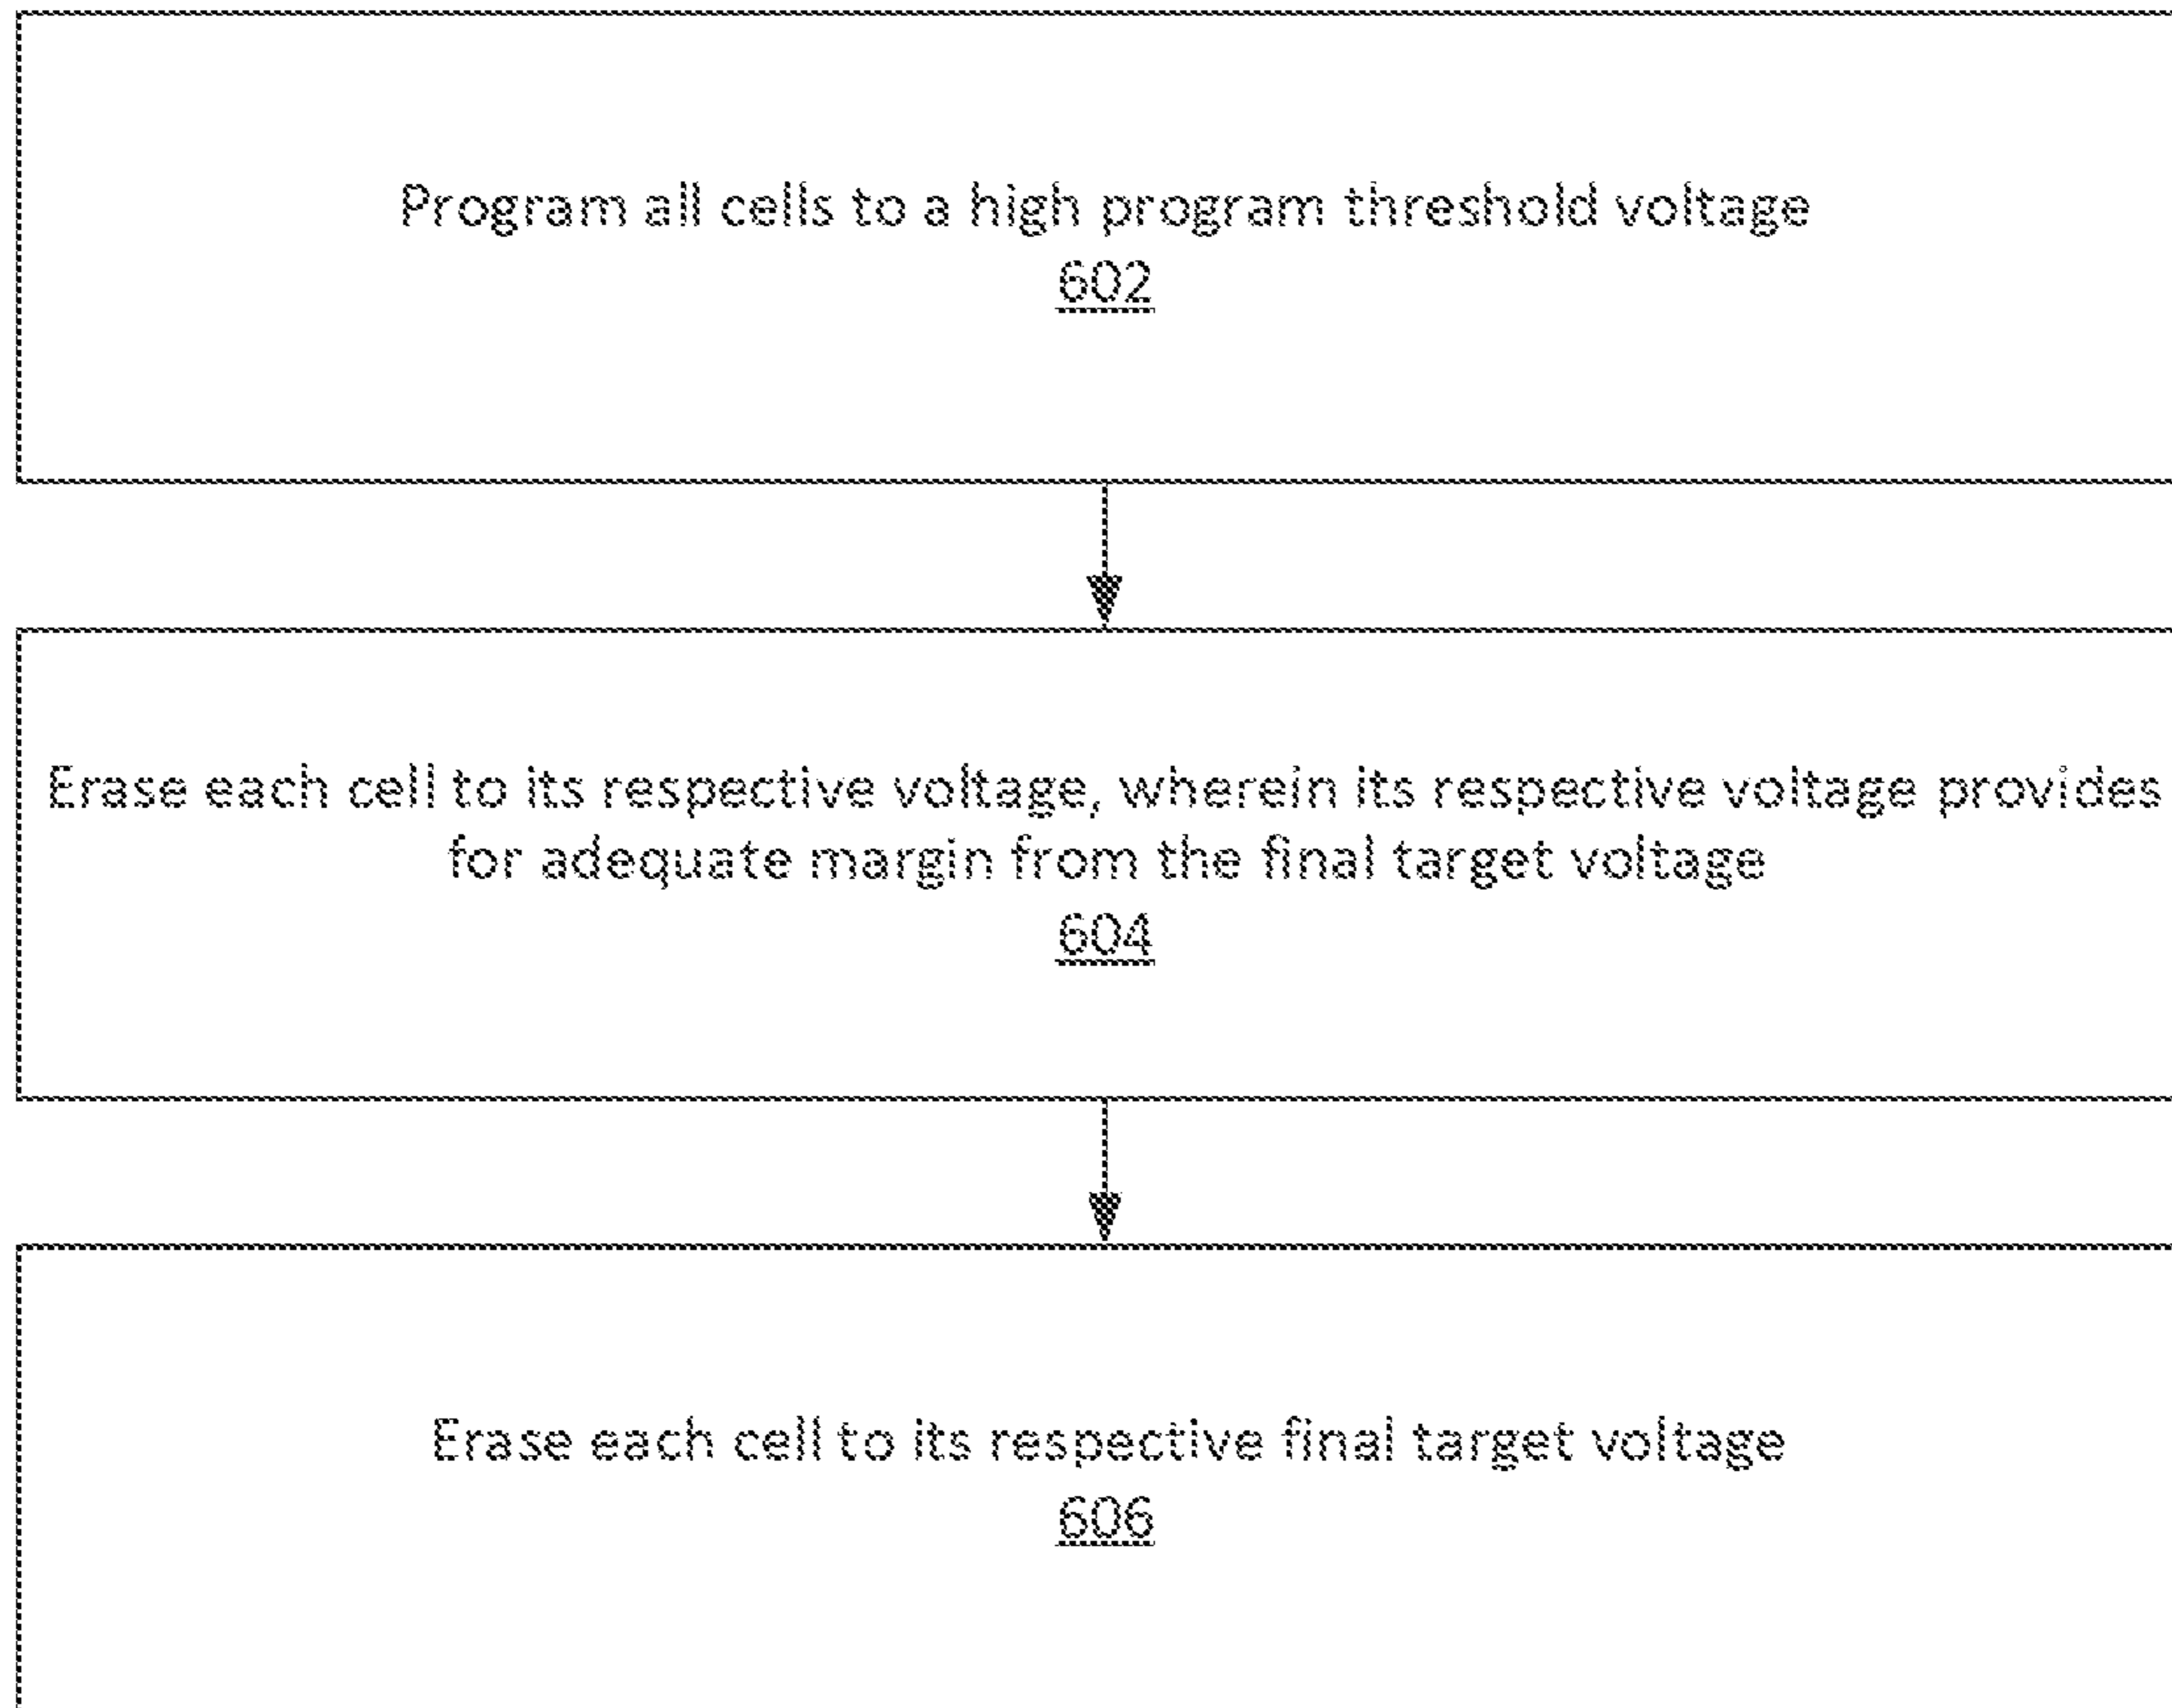 Program all cells to a high program threshold voltage
602
Erase each cell to its respective voltage, wherein its respective voltage provides
for adequate margin from the final target voltage
604
Erase each cell to its respective final target voltage
606